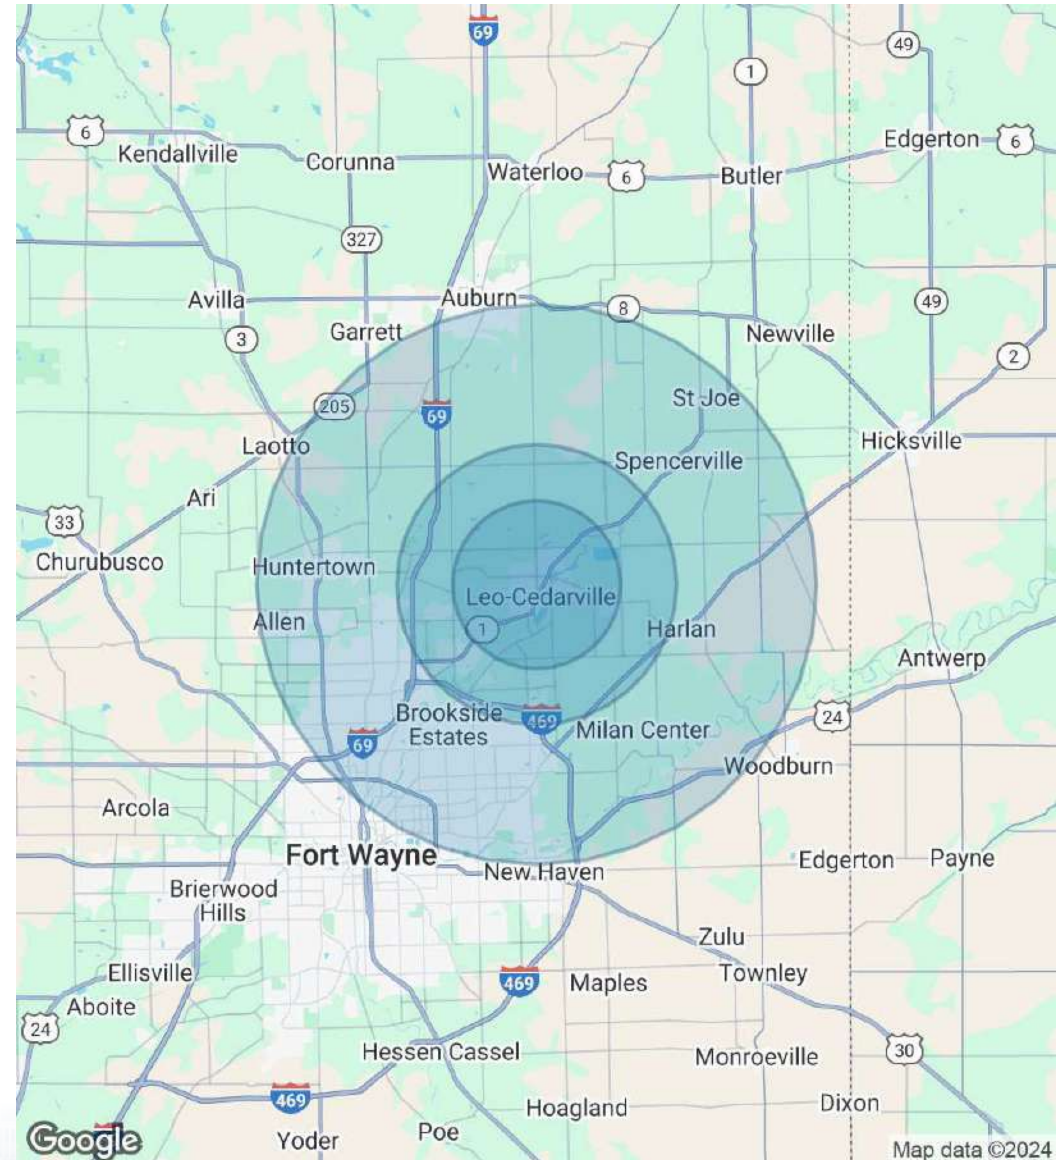 69
49
1
6
Kendallville
Corunna
Waterloo
6
Butler
Edgerton
6
327
Avilla
Auburn
8
49
3
Garrett
Newville
2
205
69
St Joe
Laotto
Hicksville
Spencerville
Ari
33
Churubusco
Huntertown
Leo-Cedarville
Allen
1
Harlan
Antwerp
Brookside
Estates
469
24
69
Milan Center
Woodburn
Arcola
Fort Wayne
New Haven
Edgerton
Payne
Brierwood
Hills
Zulu
Ellisville
469
Maples
Townley
Aboite
24
Hessen Cassel
Monroeville
30
469
Hoagland
Dixon
Google
Yoder
Poe
Map data ©2024